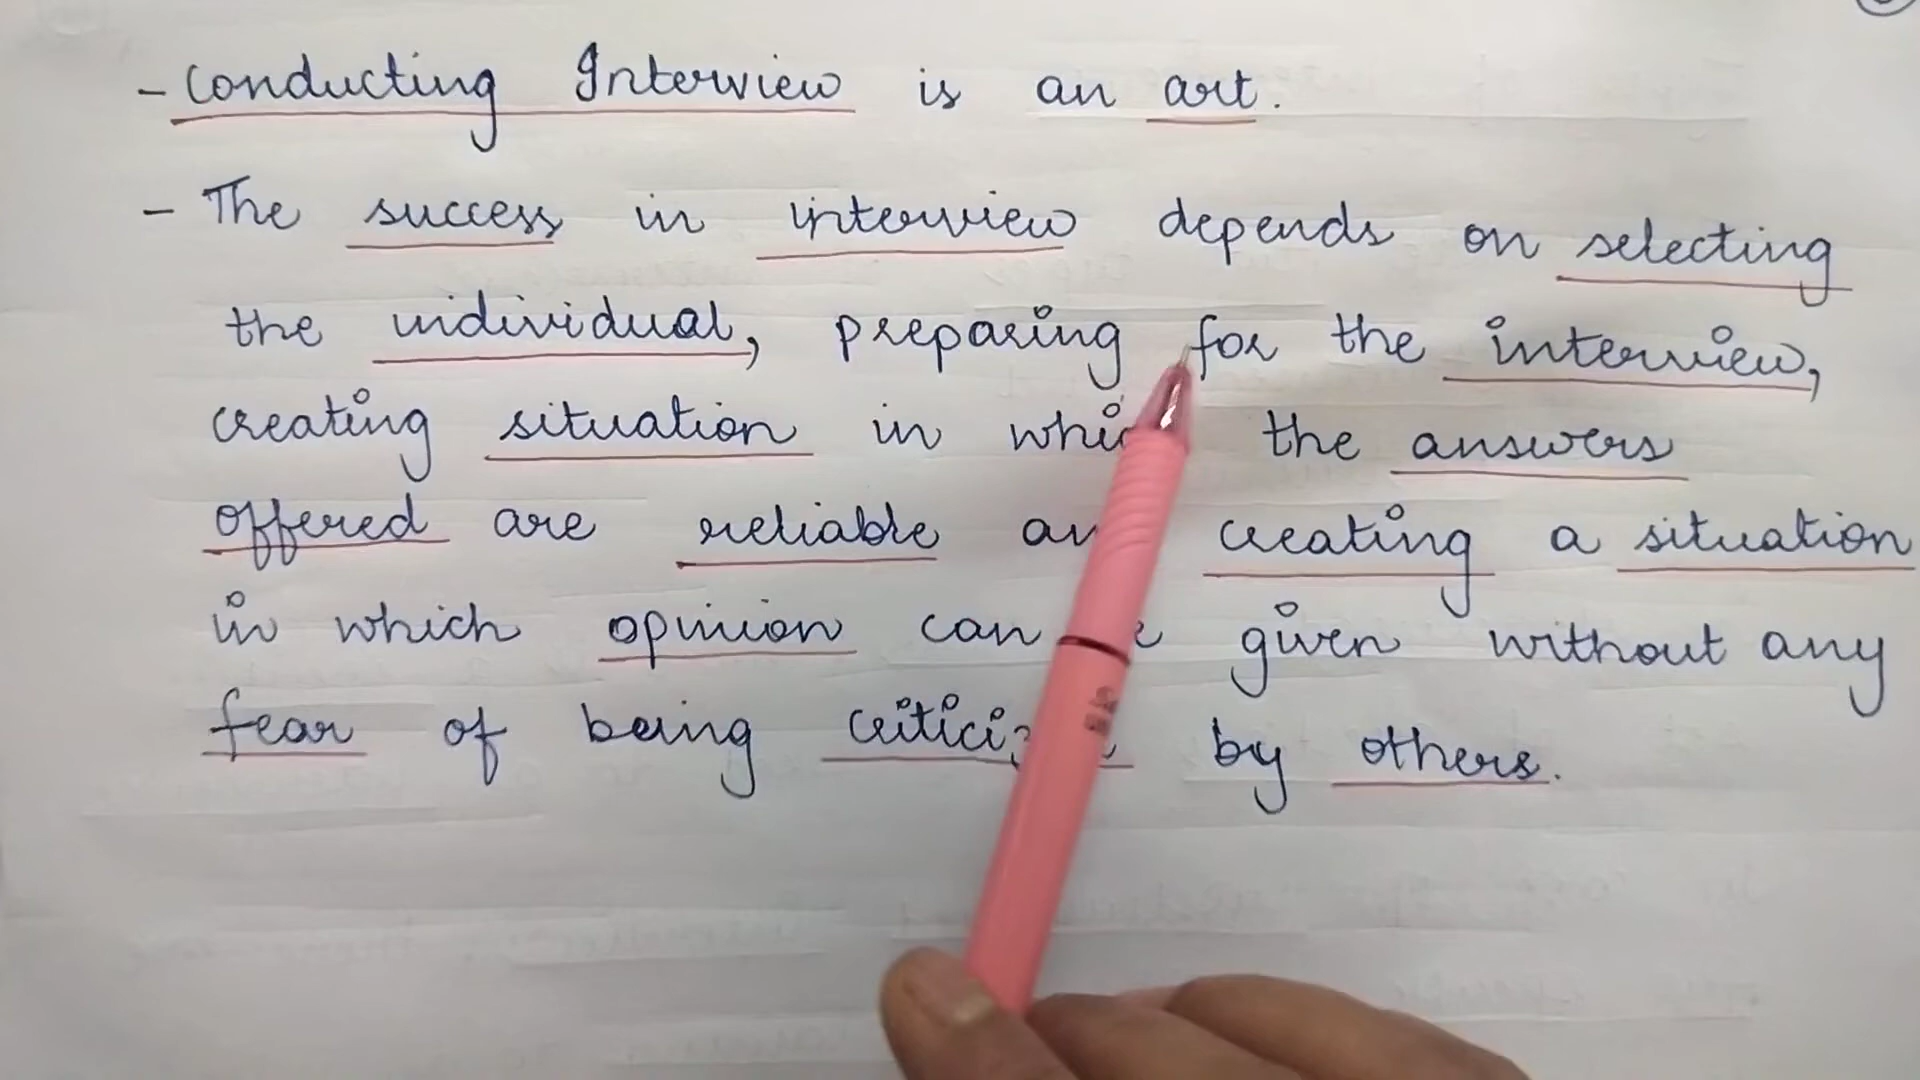 - Conducting Interview is an art.
- The success in interview depends on selecting
the individual, preparing for the interview,
creating situation in the answers
offered are reliable creating a situation
in which opinion can given without any
fear of being by others.